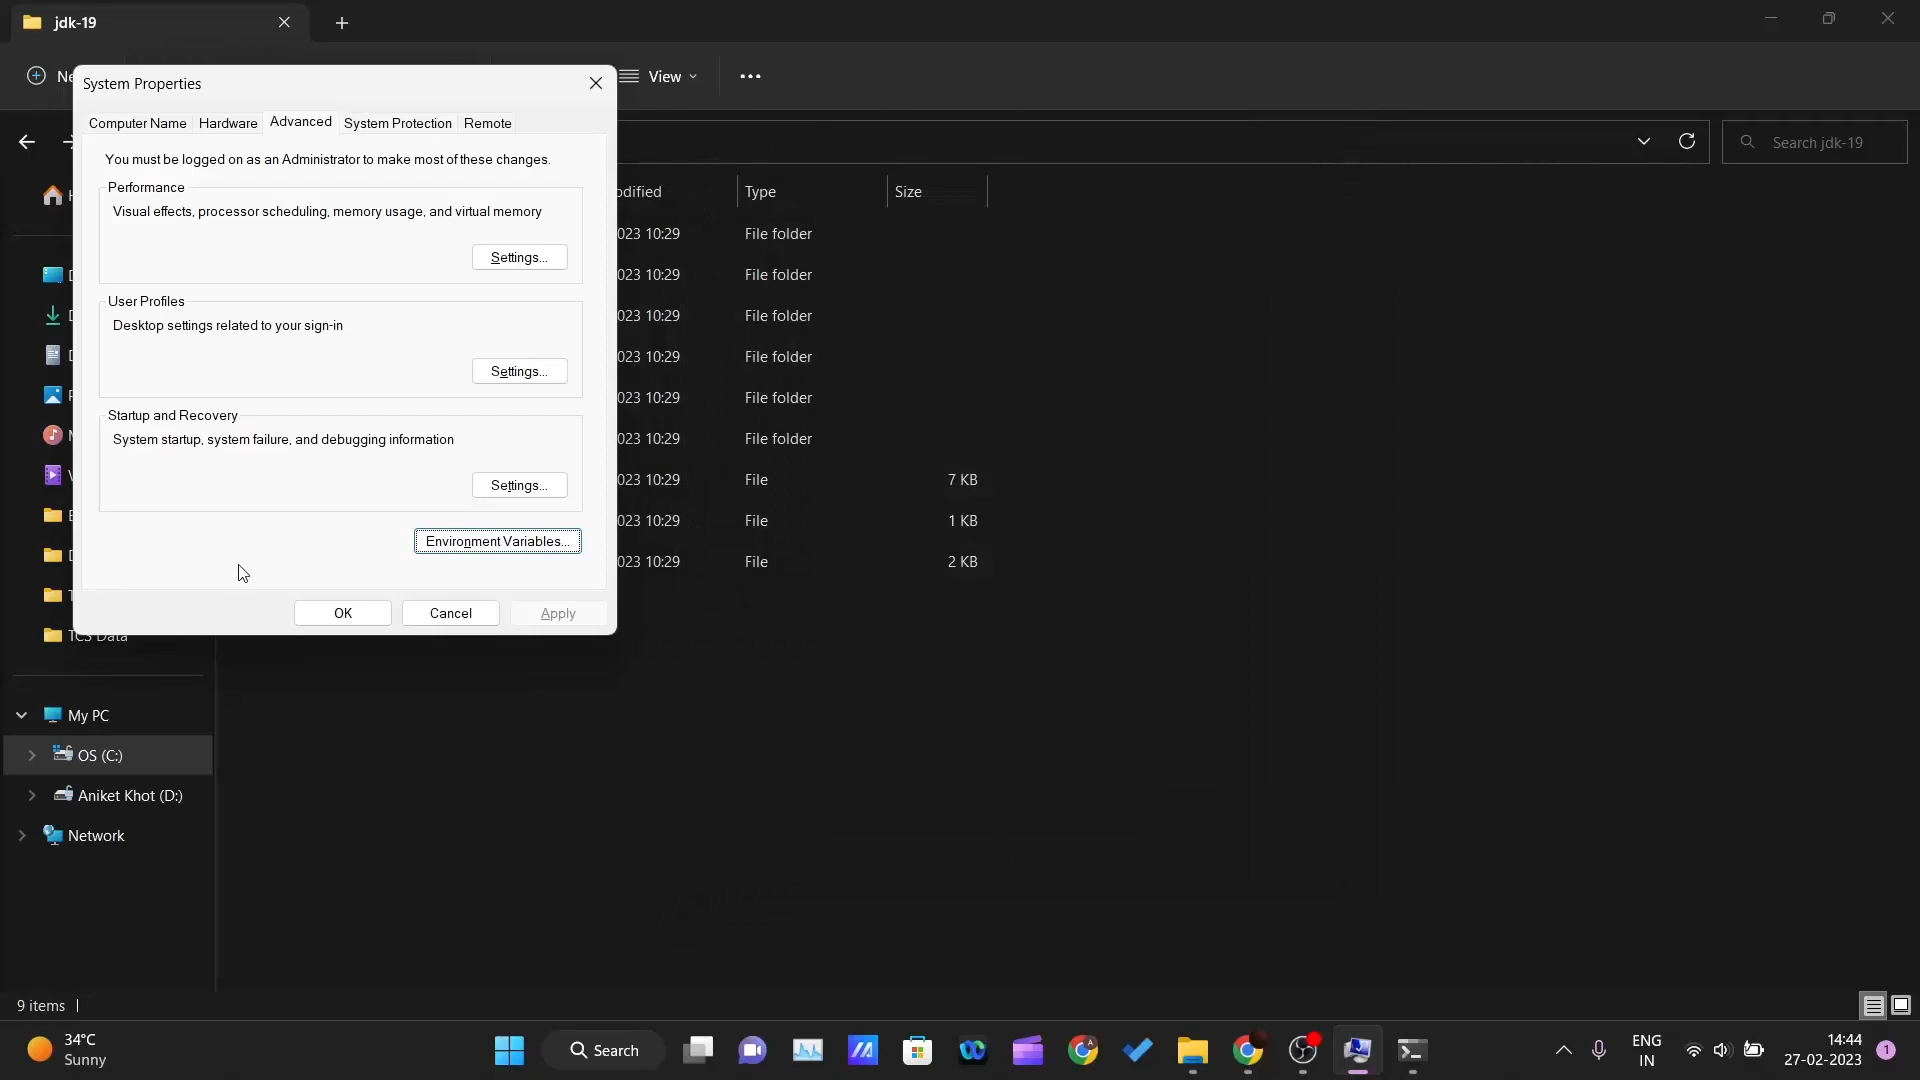 jdk-19
System Properties
View
Computer Name Hardware Advanced System Protection Remote
Search jdk-19
You must be logged on as an Administrator to make most of these changes.
Performance
Visual effects, processor scheduling, memory usage, and virtual memory
Settings...
User Profiles
Desktop settings related to your sign-in
Settings...
Startup and Recovery
System startup, system failure, and debugging information
Settings...
Environment Variables...
OK Cancel Apply
Type Size
023 10:29 File folder
023 10:29 File folder
023 10:29 File folder
023 10:29 File folder
023 10:29 File folder
023 10:29 File folder
023 10:29 File 7 KB
023 10:29 File 1 KB
023 10:29 File 2 KB
TCS Data
My PC
OS (C:)
Aniket Khot (D:)
Network
9 items
34°C
Sunny
Search
ENG
IN
14:44
27-02-2023
1